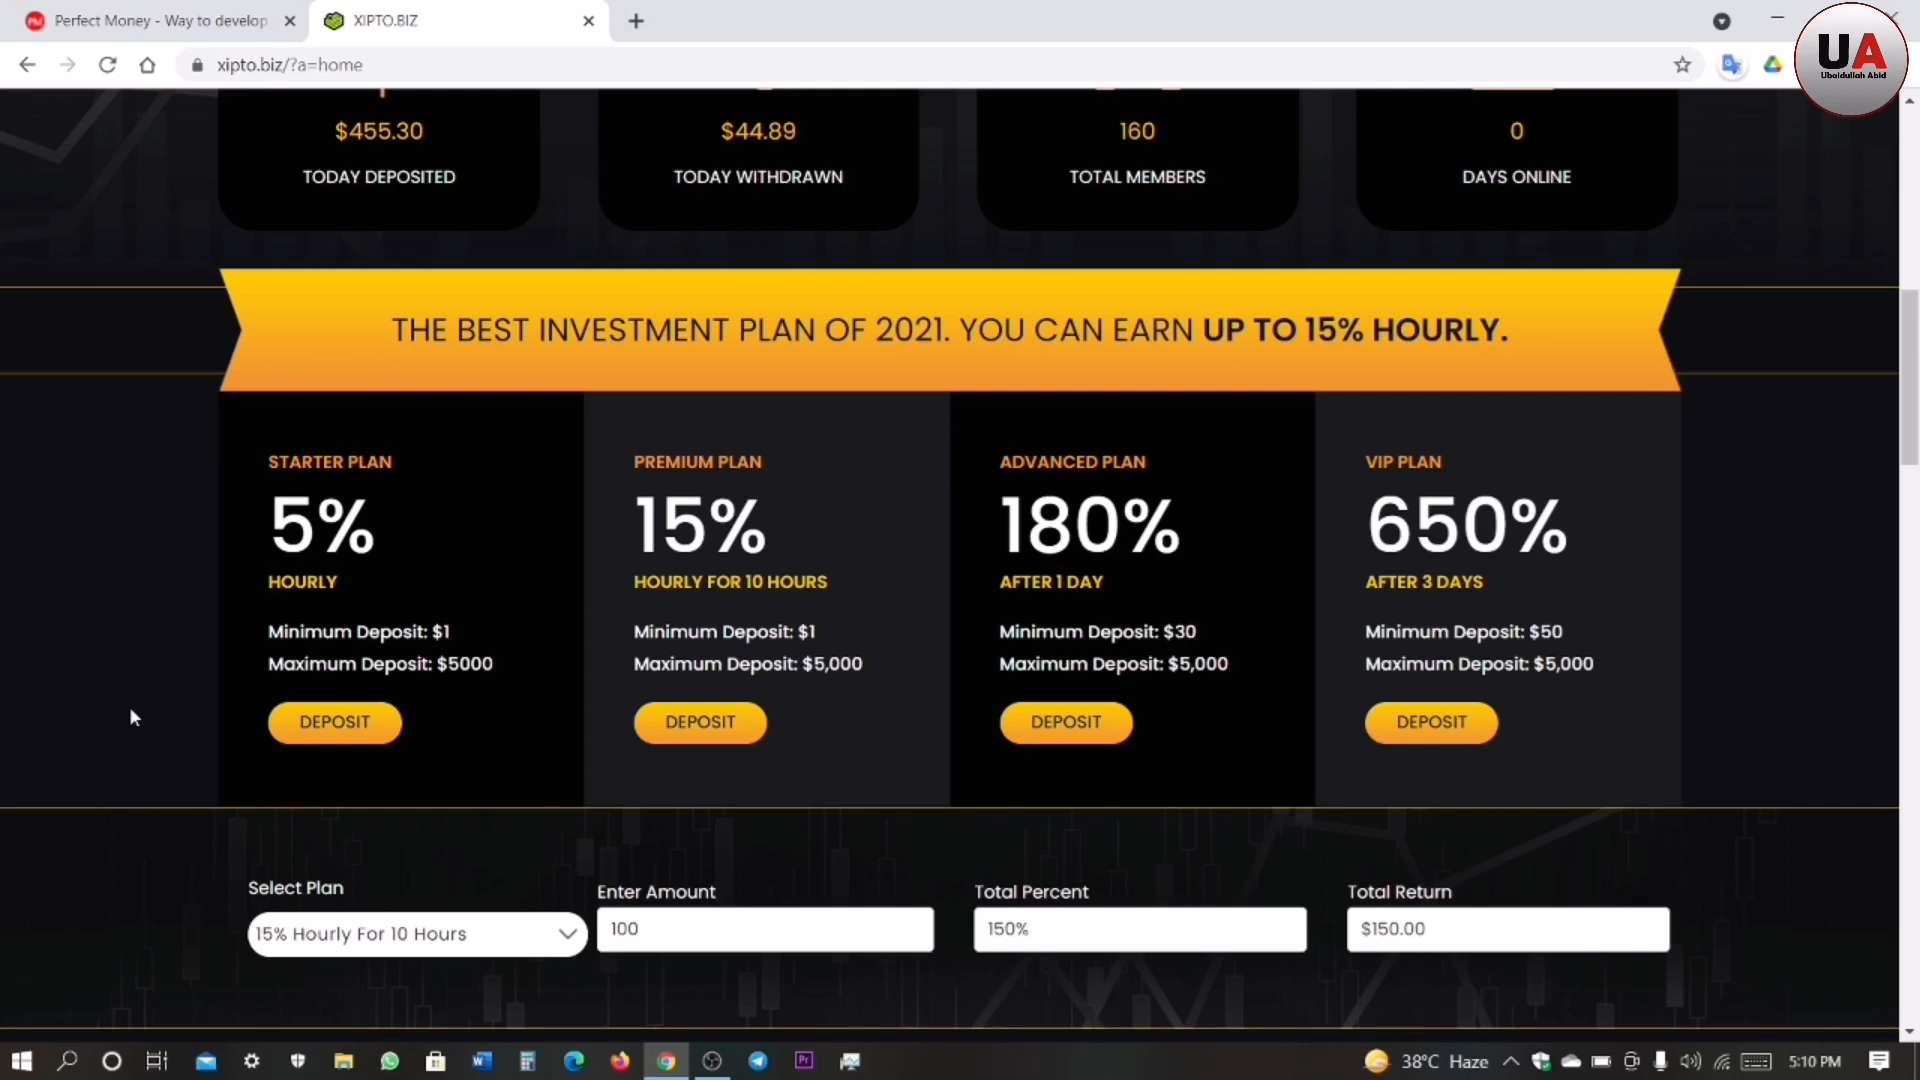 Perfect Money - Way to develop
XIPTO.BIZ
xipto.biz/?a=home
UA
Ubaidullah Abid
$455.30
$44.89
160
0
TODAY DEPOSITED
TODAY WITHDRAWN
TOTAL MEMBERS
DAYS ONLINE
THE BEST INVESTMENT PLAN OF 2021. YOU CAN EARN UP TO 15% HOURLY.
STARTER PLAN
5%
HOURLY
Minimum Deposit: $1
Maximum Deposit: $5000
DEPOSIT
PREMIUM PLAN
15%
HOURLY FOR 10 HOURS
Minimum Deposit: $1
Maximum Deposit: $5,000
DEPOSIT
ADVANCED PLAN
180%
AFTER 1 DAY
Minimum Deposit: $30
Maximum Deposit: $5,000
DEPOSIT
VIP PLAN
650%
AFTER 3 DAYS
Minimum Deposit: $50
Maximum Deposit: $5,000
DEPOSIT
Select Plan
15% Hourly For 10 Hours
Enter Amount
100
Total Percent
150%
Total Return
$150.00
Pr
38°C Haze
5:10 PM